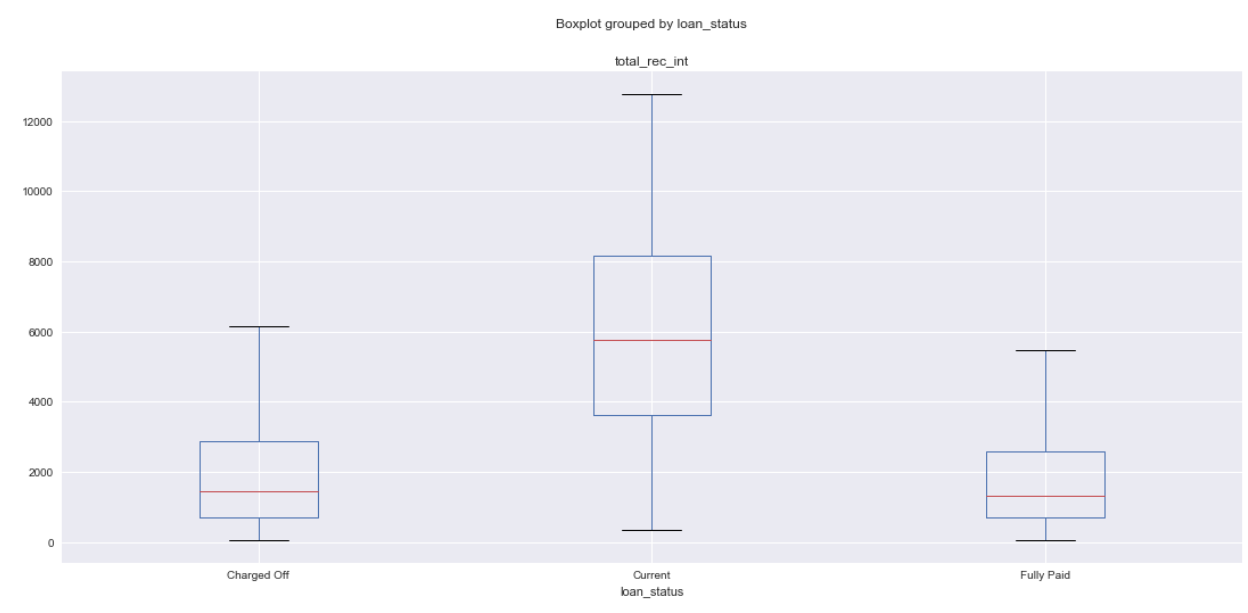 Boxplot grouped by loan_status
total_rec_int
12000
10000
8000
6000
4000
2000
0
Charged Off
Current
Fully Paid
loan_status